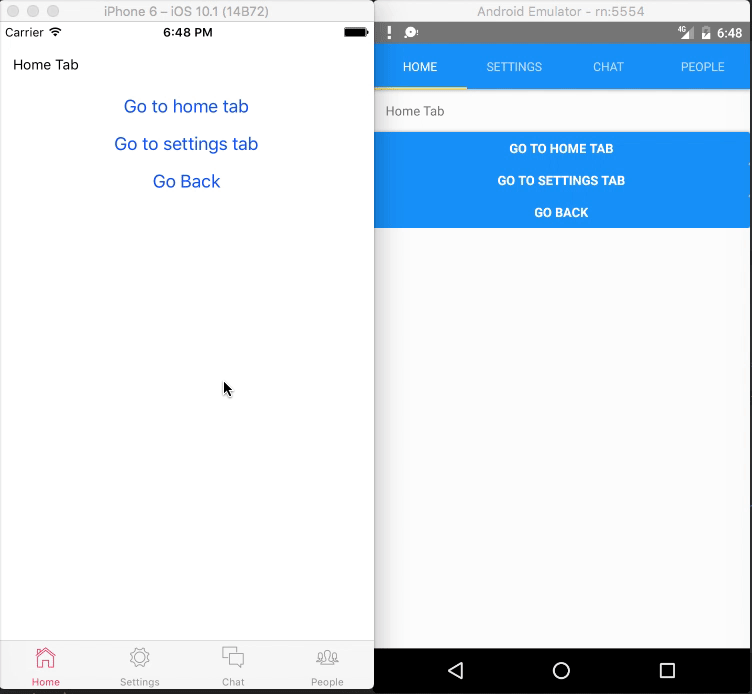 iPhone 6 – iOS 10.1 (14B72)
Carrier 6:48 PM
Home Tab
Go to home tab
Go to settings tab
Go Back
Home Settings Chat People
Android Emulator - rn:5554
4G 6:48
HOME SETTINGS CHAT PEOPLE
Home Tab
GO TO HOME TAB
GO TO SETTINGS TAB
GO BACK